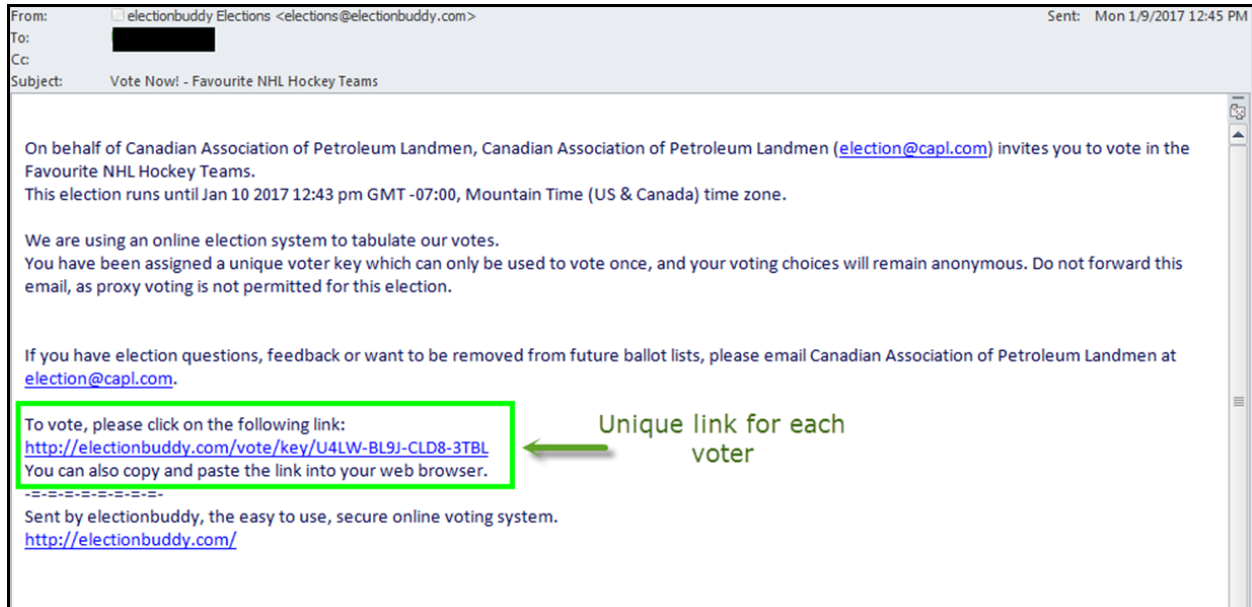 From: electionbuddy Elections <elections@electionbuddy.com> Sent: Mon 1/9/2017 12:45 PM
To:
Cc:
Subject: Vote Now! - Favourite NHL Hockey Teams
On behalf of Canadian Association of Petroleum Landmen, Canadian Association of Petroleum Landmen (election@capl.com) invites you to vote in the
Favourite NHL Hockey Teams.
This election runs until Jan 10 2017 12:43 pm GMT -07:00, Mountain Time (US & Canada) time zone.
We are using an online election system to tabulate our votes.
You have been assigned a unique voter key which can only be used to vote once, and your voting choices will remain anonymous. Do not forward this
email, as proxy voting is not permitted for this election.
If you have election questions, feedback or want to be removed from future ballot lists, please email Canadian Association of Petroleum Landmen at
election@capl.com.
To vote, please click on the following link:
http://electionbuddy.com/vote/key/U4LW-BL9J-CLD8-3TBL
You can also copy and paste the link into your web browser.
Unique link for each
voter
-=-=-=-=-=-=-=-=-
Sent by electionbuddy, the easy to use, secure online voting system.
http://electionbuddy.com/